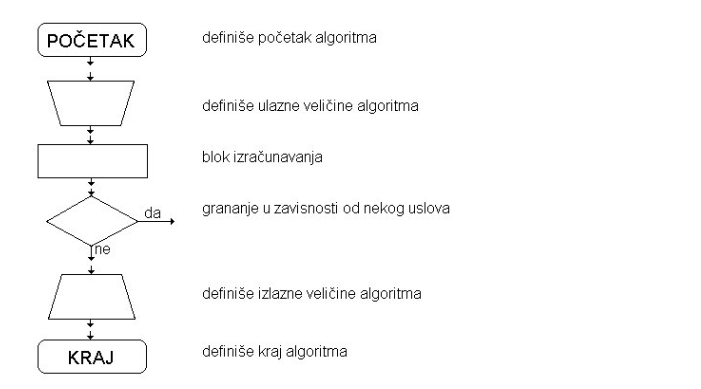 POČETAK definiše početak algoritma
definiše ulazne veličine algoritma
blok izračunavanja
da grananje u zavisnosti od nekog uslova
ne
definiše izlazne veličine algoritma
KRAJ definiše kraj algoritma